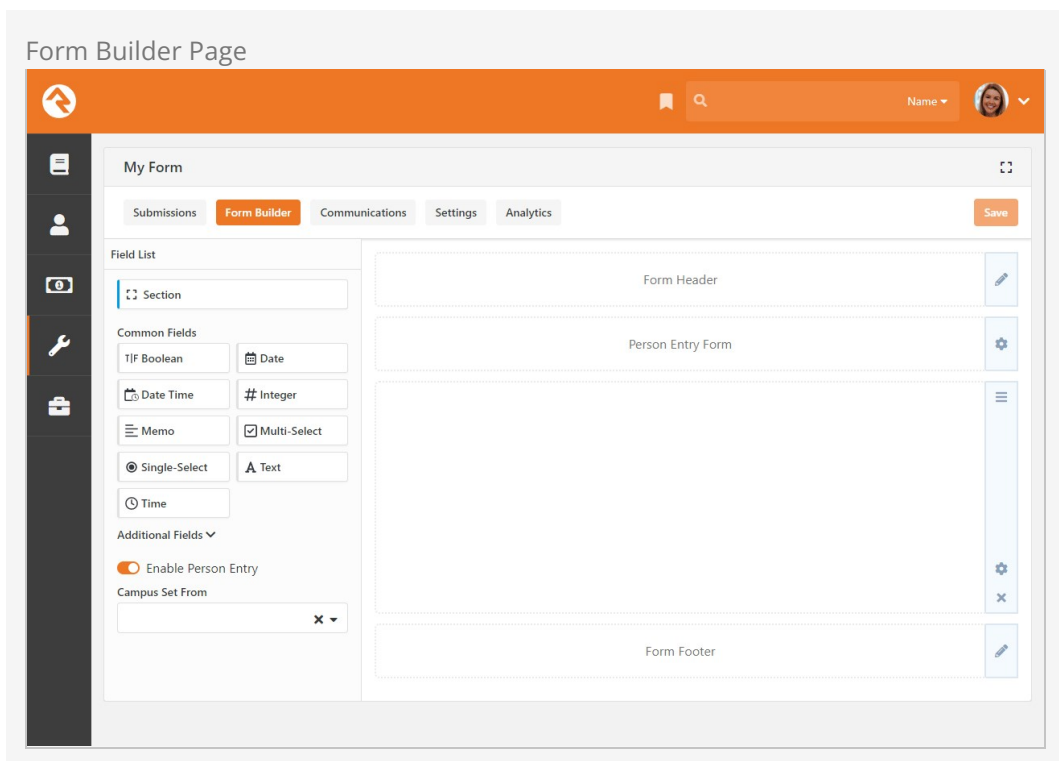 Form Builder Page
Name
My Form
Submissions Form Builder Communications Settings Analytics Save
Field List
Section
Common Fields
T|F Boolean Date
Date Time # Integer
Memo Multi-Select
Single-Select A Text
Time
Additional Fields
Enable Person Entry
Campus Set From
Form Header
Person Entry Form
Form Footer